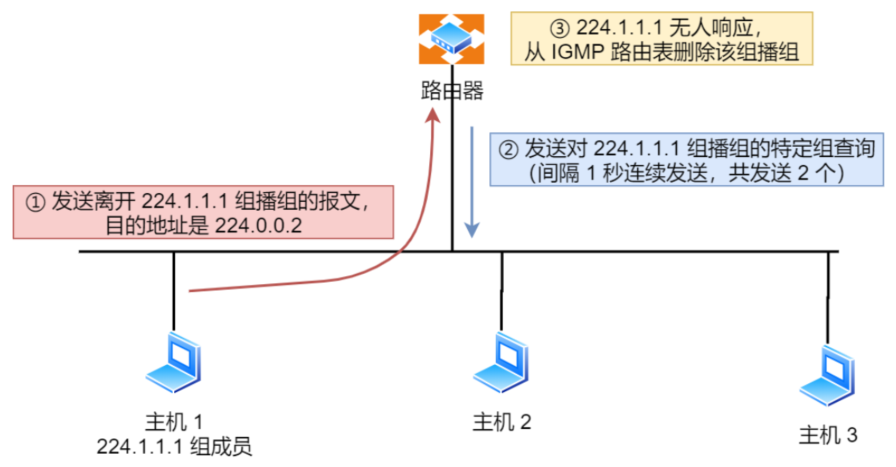 ③ 224.1.1.1 无人响应，
从 IGMP 路由表删除该组播组
路由器
② 发送对 224.1.1.1 组播组的特定组查询
（间隔 1 秒连续发送，共发送 2 个）
① 发送离开 224.1.1.1 组播组的报文，
目的地址是 224.0.0.2
主机 1
224.1.1.1 组成员
主机 2
主机 3